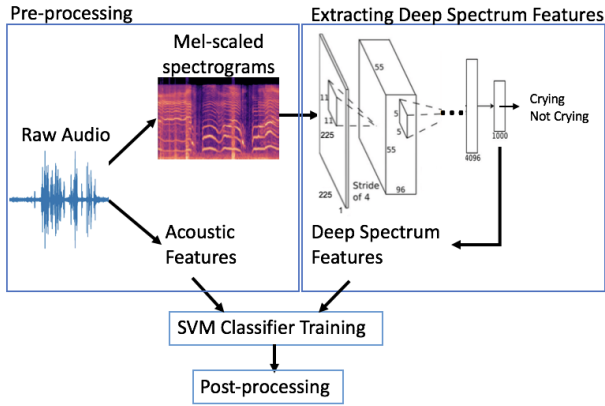 Pre-processing
Extracting Deep Spectrum Features
Mel-scaled
spectrograms
Raw Audio
Acoustic
Features
55
11
11
225
225
1
Stride
of 4
5
5
55
96
4096
1000
Crying
Not Crying
Deep Spectrum
Features
SVM Classifier Training
Post-processing